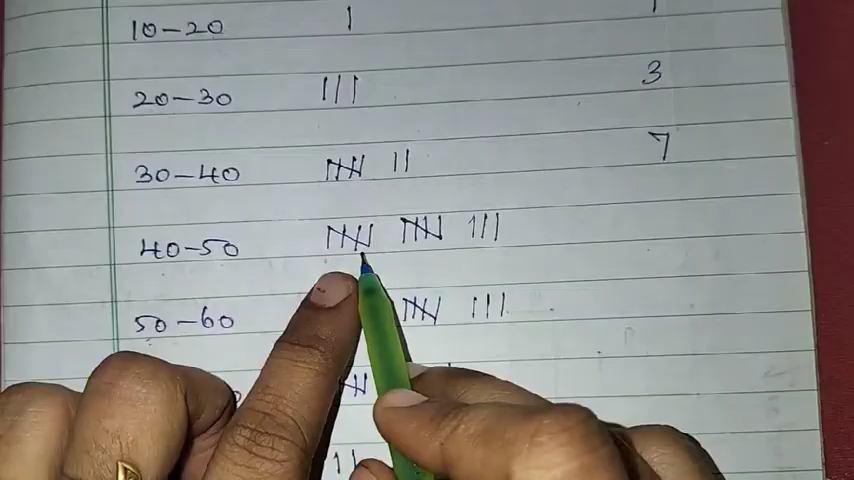 10-20 | 1
20-30 ||| 3
30-40 𝍸 || 7
40-50 𝍸 𝍸 |||
50-60 𝍸 |||
𝍸
||